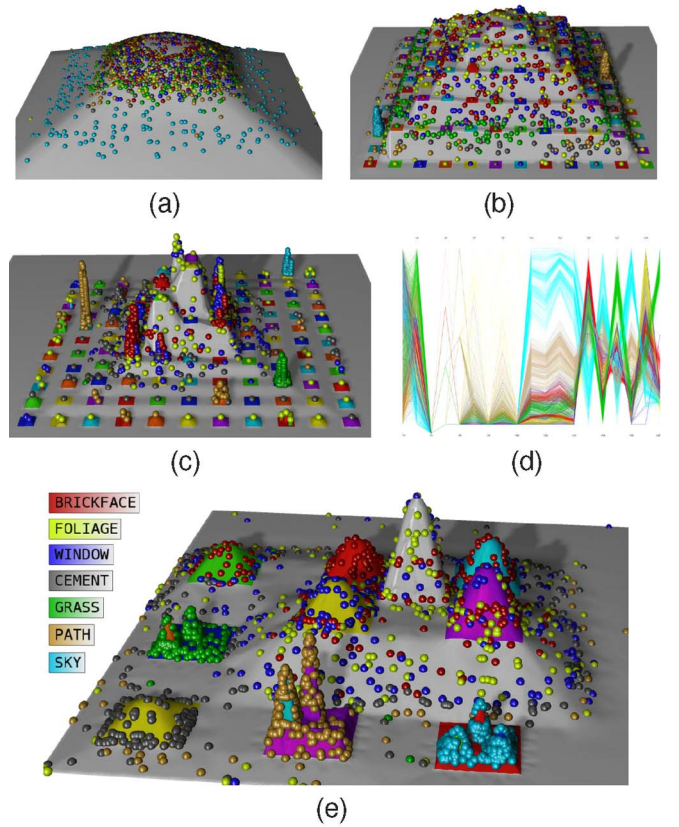 (a)
(b)
(c)
(d)
BRICKFACE
FOLIAGE
WINDOW
CEMENT
GRASS
PATH
SKY
(e)